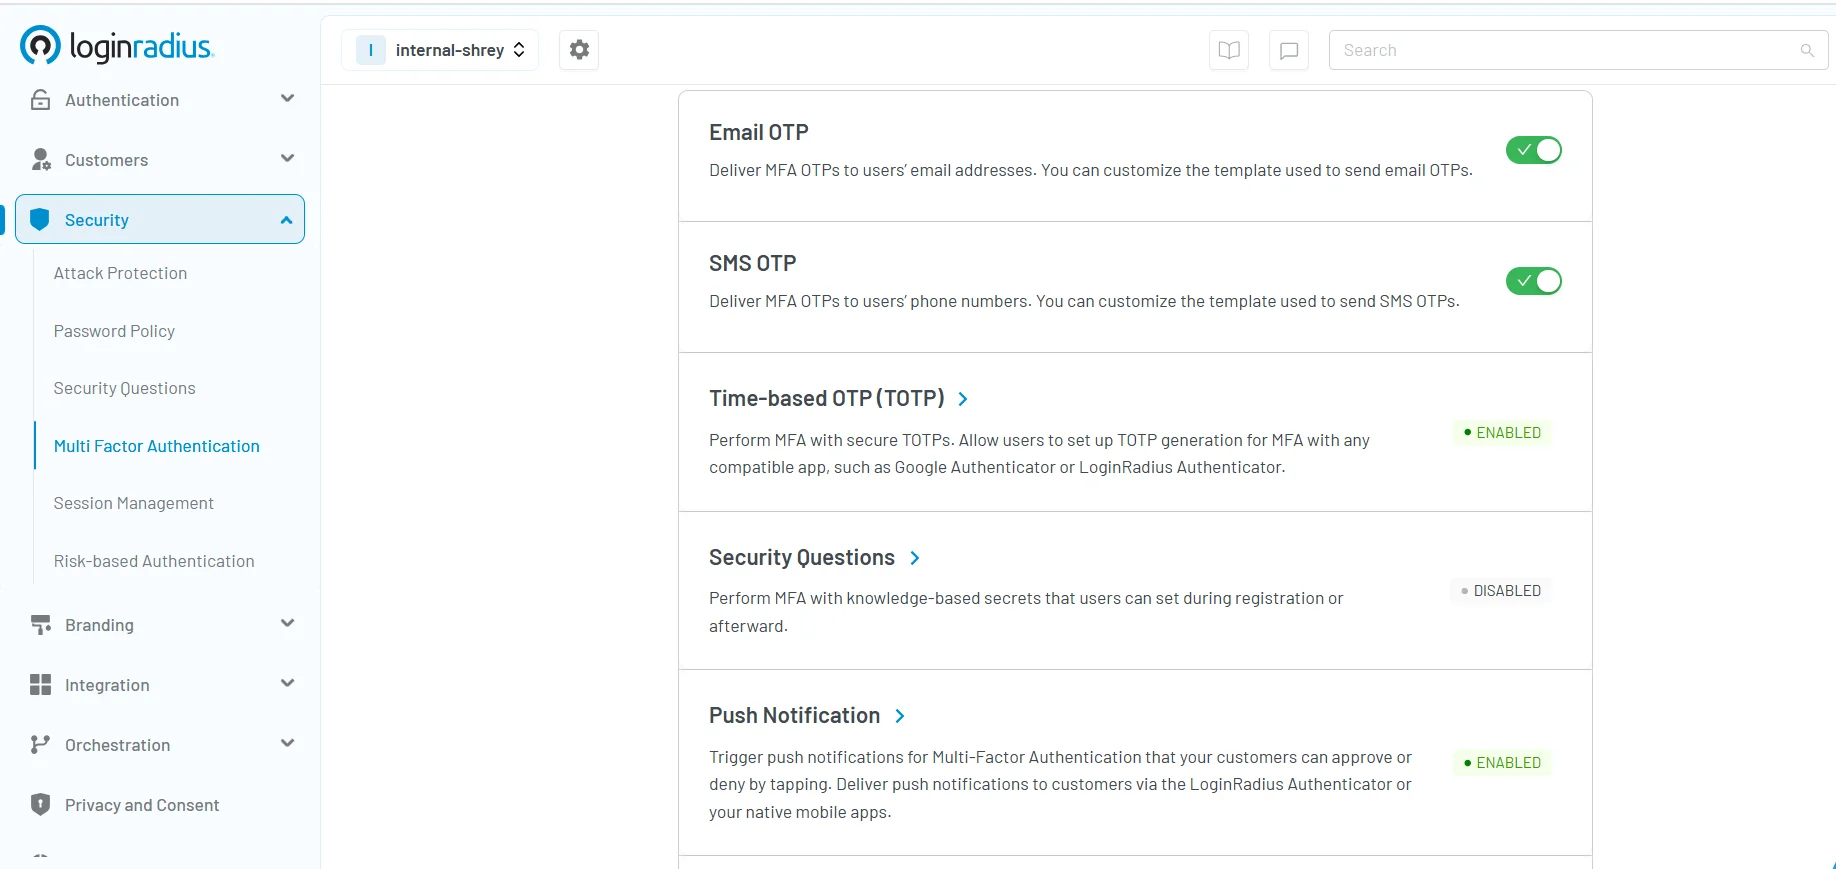 loginradius
I internal-shrey
Search
Authentication
Customers
Security
Attack Protection
Password Policy
Security Questions
Multi Factor Authentication
Session Management
Risk-based Authentication
Branding
Integration
Orchestration
Privacy and Consent
Email OTP
Deliver MFA OTPs to users’ email addresses. You can customize the template used to send email OTPs.
SMS OTP
Deliver MFA OTPs to users’ phone numbers. You can customize the template used to send SMS OTPs.
Time-based OTP (TOTP)
Perform MFA with secure TOTPs. Allow users to set up TOTP generation for MFA with any
compatible app, such as Google Authenticator or LoginRadius Authenticator.
ENABLED
Security Questions
Perform MFA with knowledge-based secrets that users can set during registration or
afterward.
DISABLED
Push Notification
Trigger push notifications for Multi-Factor Authentication that your customers can approve or
deny by tapping. Deliver push notifications to customers via the LoginRadius Authenticator or
your native mobile apps.
ENABLED